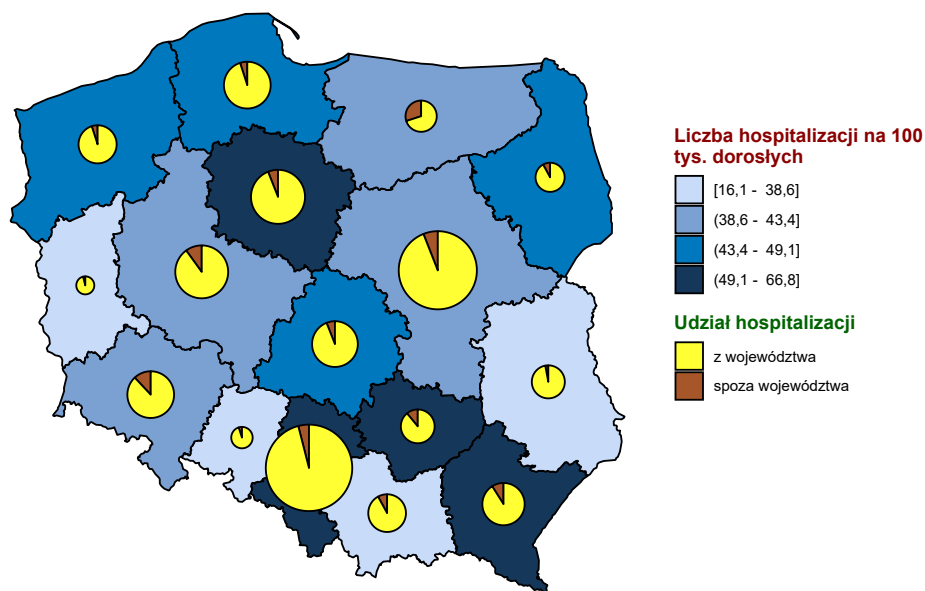 Liczba hospitalizacji na 100
tys. dorosłych
[16,1 - 38,6]
(38,6 - 43,4]
(43,4 - 49,1]
(49,1 - 66,8]
Udział hospitalizacji
z województwa
spoza województwa